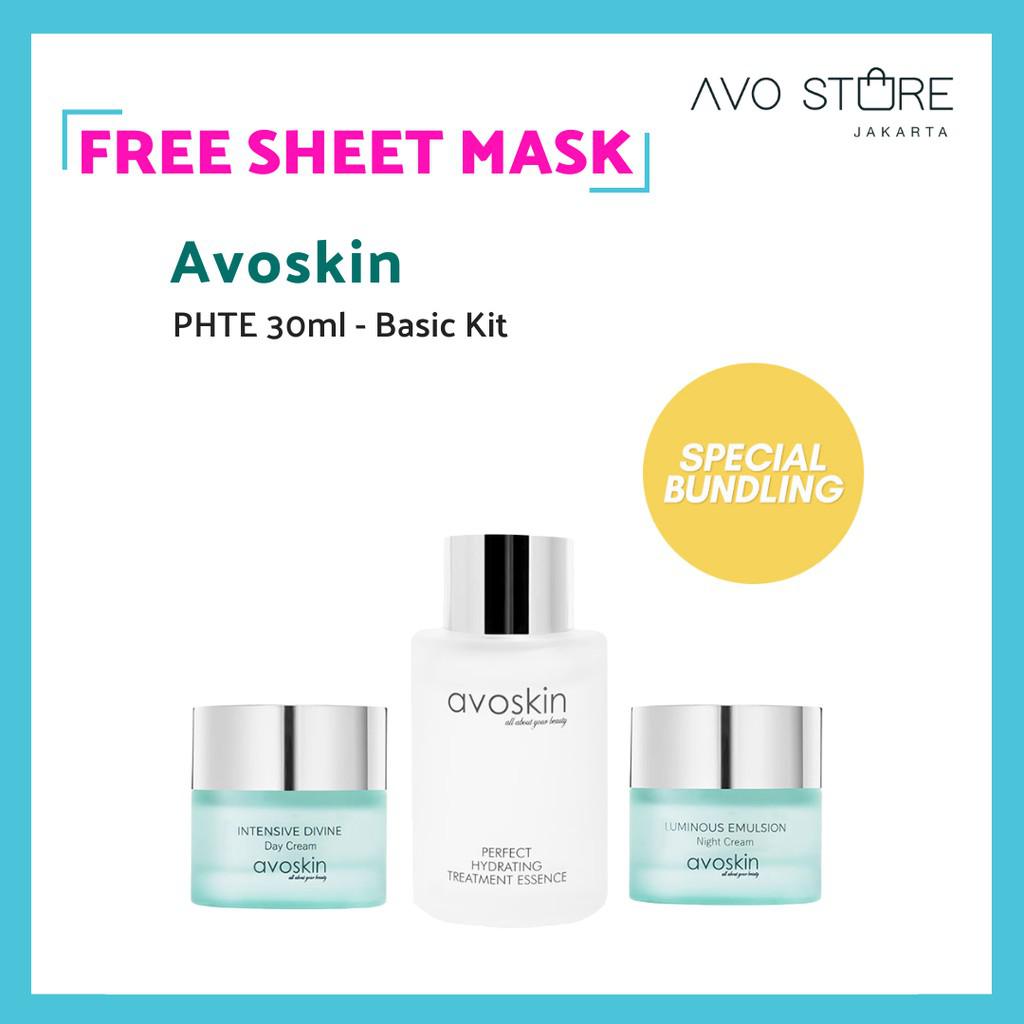 AVO STORE
JAKARTA
FREE SHEET MASK
Avoskin
PHTE 30ml - Basic Kit
SPECIAL
BUNDLING
avoskin
all about your beauty
PERFECT
HYDRATING
TREATMENT ESSENCE
INTENSIVE DIVINE
Day Cream
avoskin
all about your beauty
LUMINOUS EMULSION
Night Cream
avoskin
all about your beauty